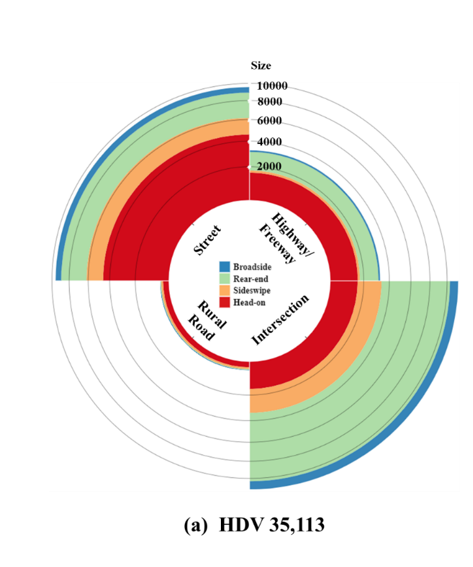 Size
10000
8000
6000
4000
2000
Street
Highway/
Freeway
Broadside
Rear-end
Sideswipe
Head-on
Rural
Road
Intersection
(a) HDV 35,113